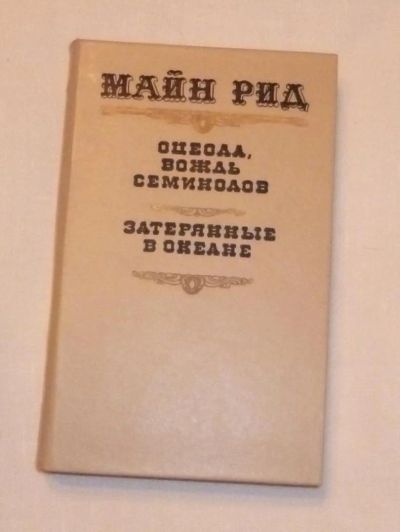 МАЙН РИД
ОЦЕОЛА,
ВОЖДЬ
СЕМИНОЛОВ
ЗАТЕРЯННЫЕ
В ОКЕАНЕ